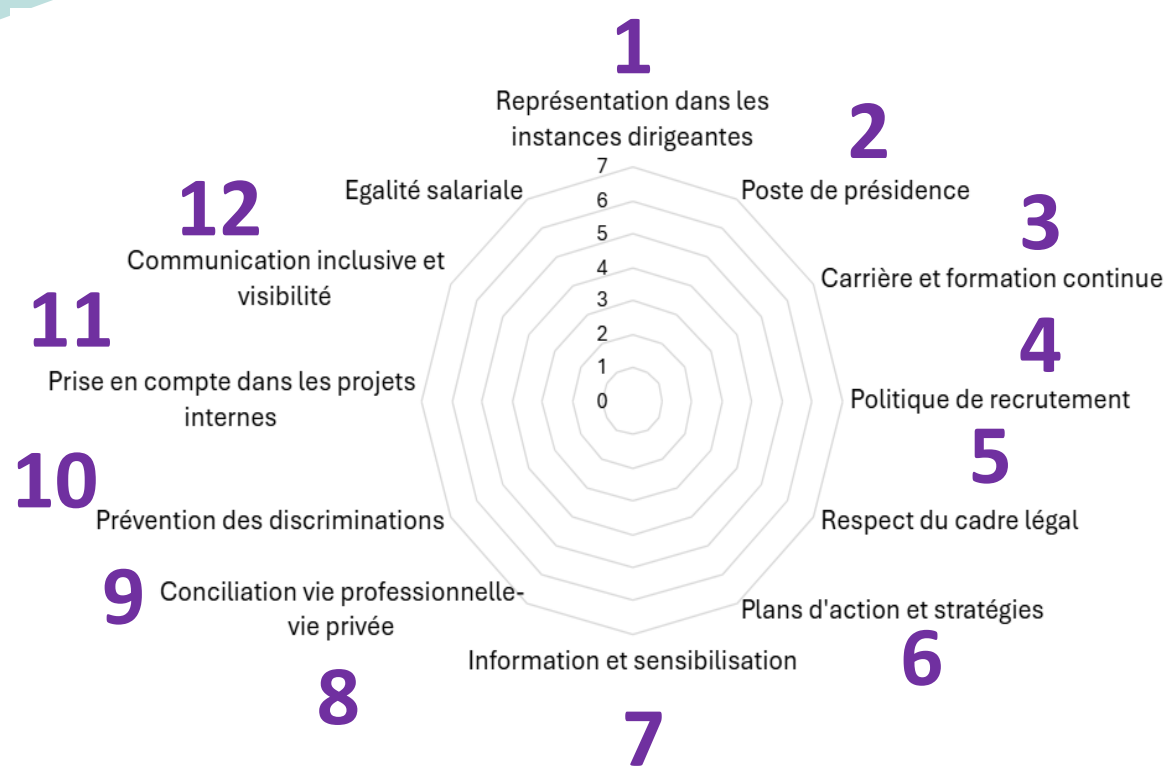 1
Représentation dans les
instances dirigeantes
2
Poste de présidence
3
Carrière et formation continue
4
Politique de recrutement
5
Respect du cadre légal
Plans d'action et stratégies
6
Information et sensibilisation
7
Conciliation vie professionnelle-
vie privée
8
9
Prévention des discriminations
10
Prise en compte dans les projets
internes
11
Communication inclusive et
visibilité
12
Egalité salariale
7
6
5
4
3
2
1
0